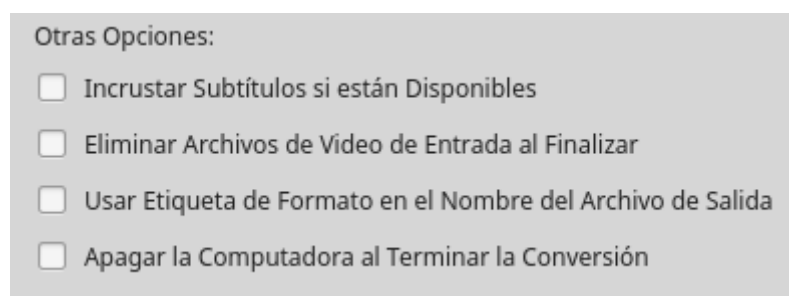 Otras Opciones:
Incrustar Subtítulos si están Disponibles
Eliminar Archivos de Video de Entrada al Finalizar
Usar Etiqueta de Formato en el Nombre del Archivo de Salida
Apagar la Computadora al Terminar la Conversión